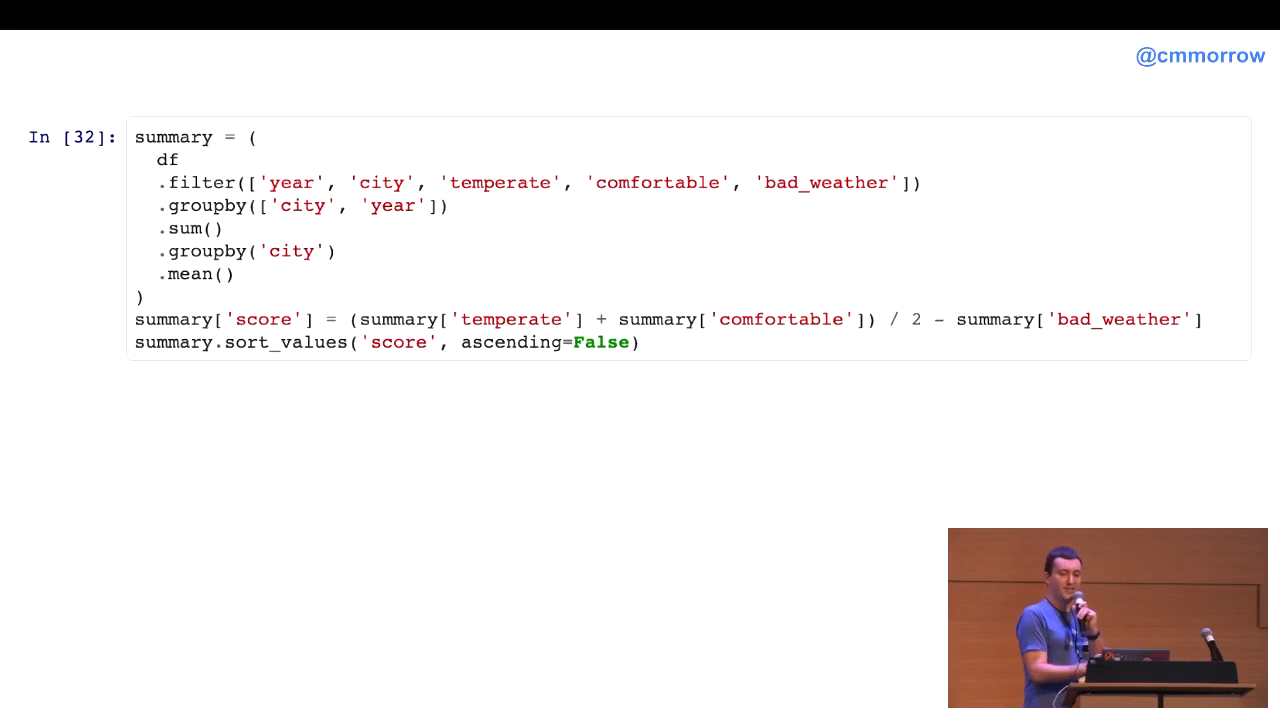 @cmmorrow
In [32]:
summary = (
  df
  .filter(['year', 'city', 'temperate', 'comfortable', 'bad_weather'])
  .groupby(['city', 'year'])
  .sum()
  .groupby('city')
  .mean()
)
summary['score'] = (summary['temperate'] + summary['comfortable']) / 2 - summary['bad_weather']
summary.sort_values('score', ascending=False)